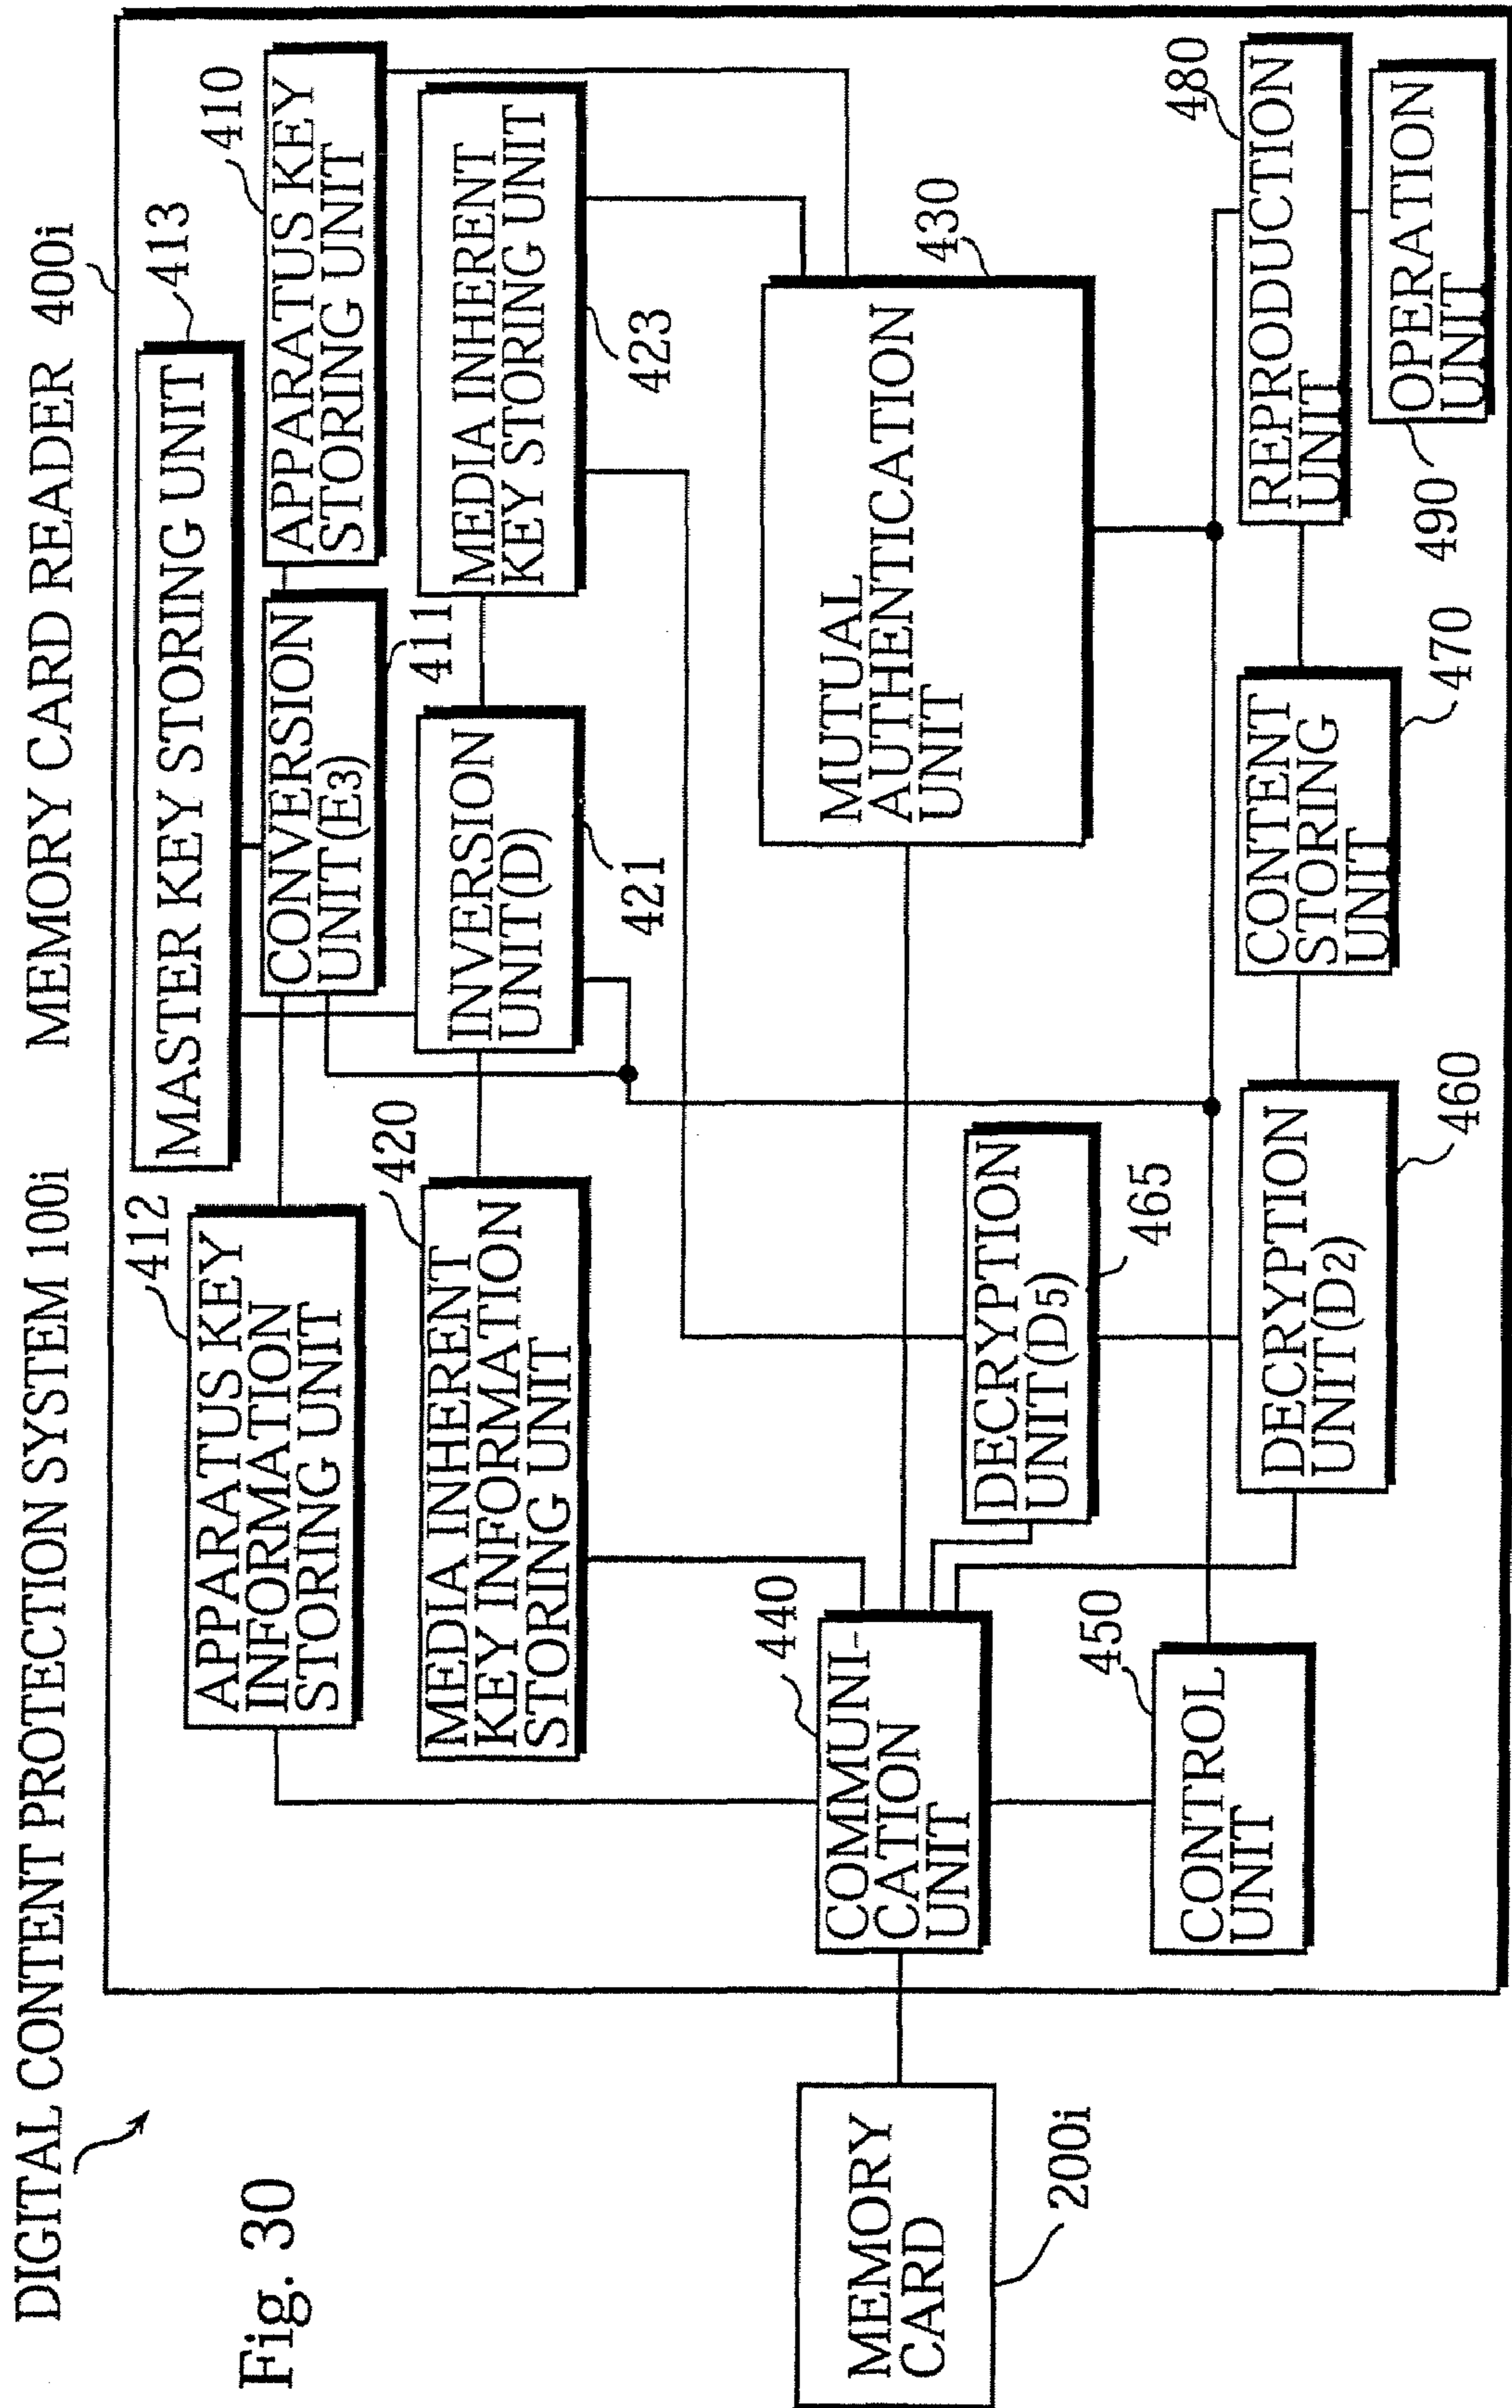 DIGITAL CONTENT PROTECTION SYSTEM 100i
MEMORY CARD READER 400i
Fig. 30
MASTER KEY STORING UNIT
413
412
APPARATUS KEY
INFORMATION
STORING UNIT
CONVERSION
UNIT(E3)
411
APPARATUS KEY
STORING UNIT
410
420
MEDIA INHERENT
KEY INFORMATION
STORING UNIT
INVERSION
UNIT(D)
421
MEDIA INHERENT
KEY STORING UNIT
423
MEMORY
CARD
200i
440
COMMUNI-
CATION
UNIT
MUTUAL
AUTHENTICATION
UNIT
430
DECRYPTION
UNIT(D5)
465
450
CONTROL
UNIT
DECRYPTION
UNIT(D2)
460
CONTENT
STORING
UNIT
470
REPRODUCTION
UNIT
480
OPERATION
UNIT
490